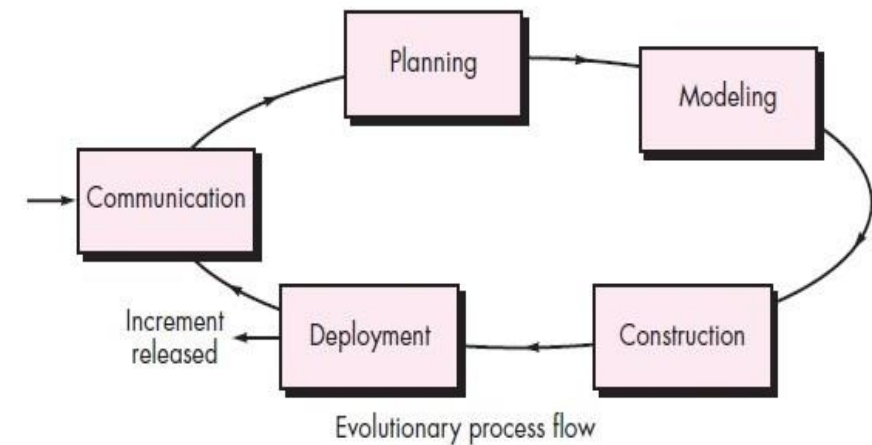 Planning
Modeling
Communication
Increment
released
Deployment
Construction
Evolutionary process flow